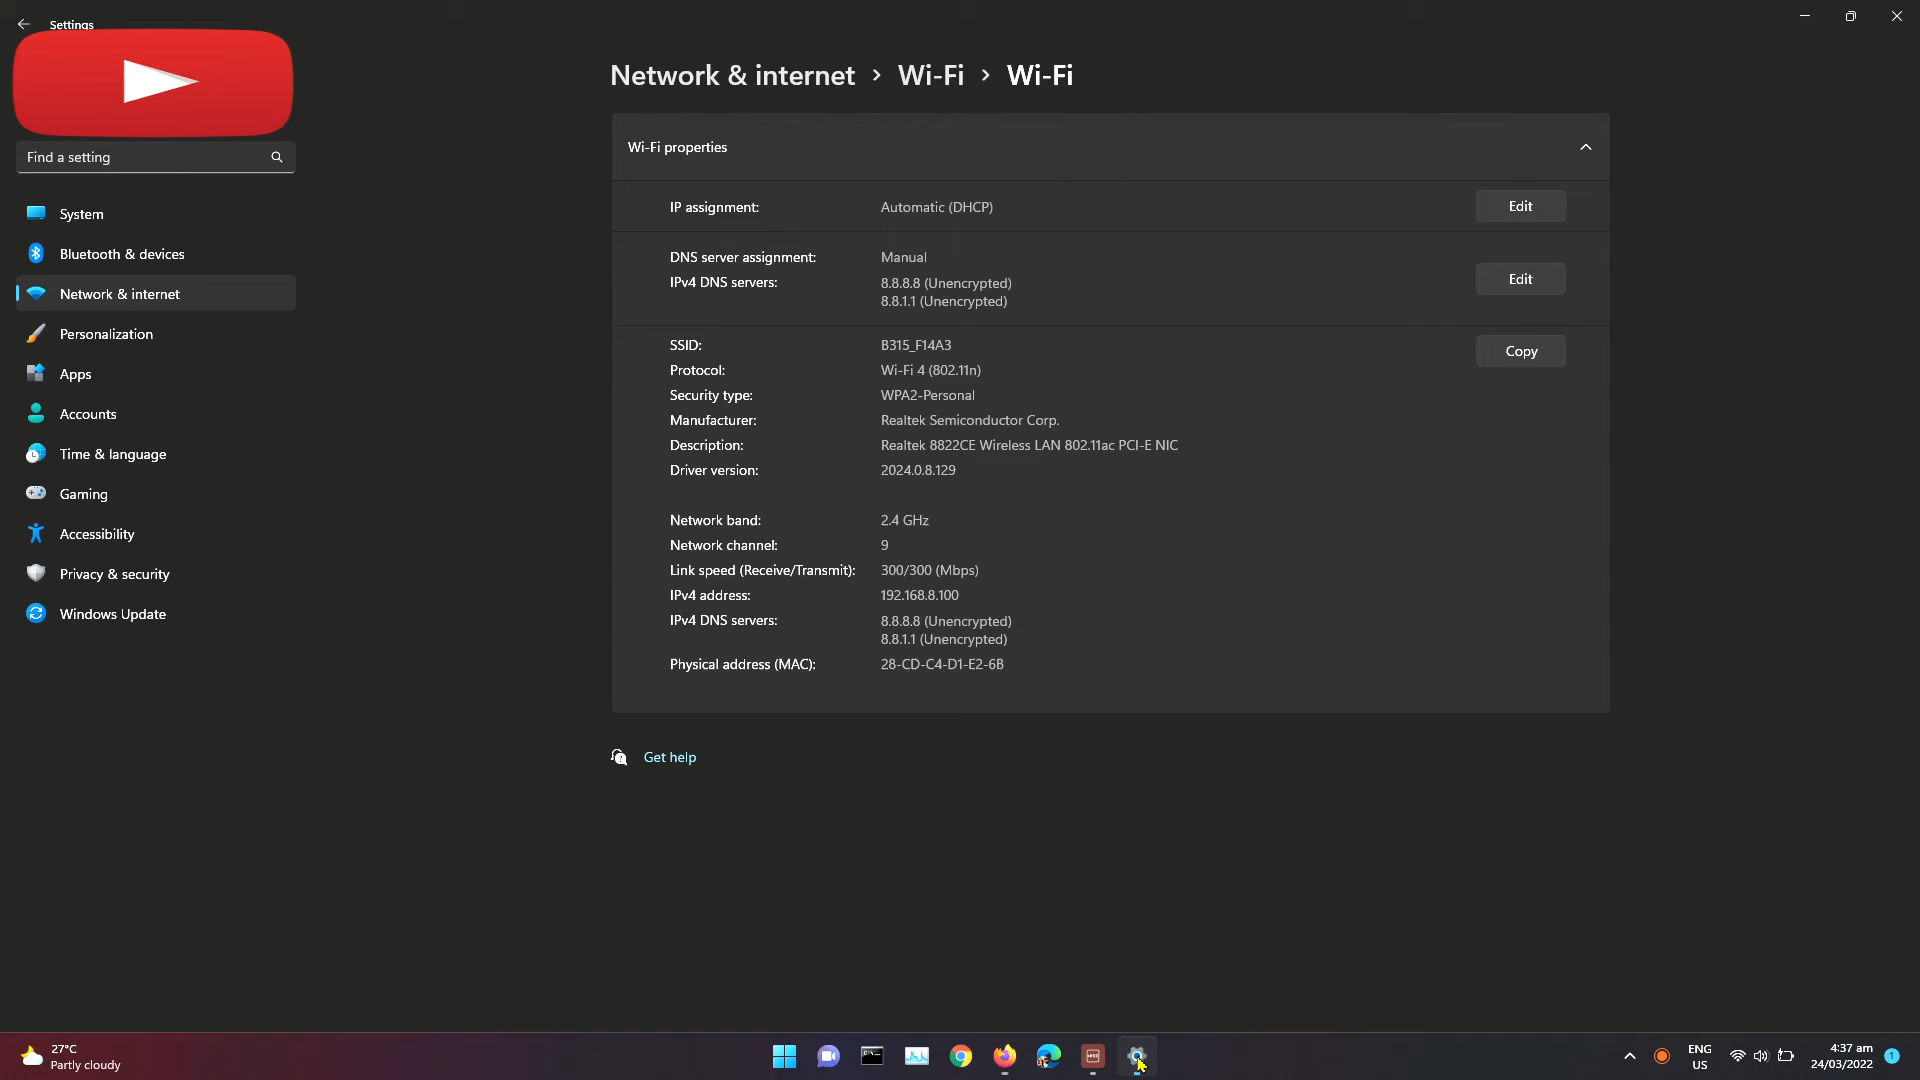 Settings
Network & internet > Wi-Fi > Wi-Fi
Find a setting
System
Bluetooth & devices
Network & internet
Personalization
Apps
Accounts
Time & language
Gaming
Accessibility
Privacy & security
Windows Update
Wi-Fi properties
IP assignment: Automatic (DHCP)
Edit
DNS server assignment: Manual
IPv4 DNS servers: 8.8.8.8 (Unencrypted)
8.8.1.1 (Unencrypted)
Edit
SSID: B315_F14A3
Copy
Protocol: Wi-Fi 4 (802.11n)
Security type: WPA2-Personal
Manufacturer: Realtek Semiconductor Corp.
Description: Realtek 8822CE Wireless LAN 802.11ac PCI-E NIC
Driver version: 2024.0.8.129
Network band: 2.4 GHz
Network channel: 9
Link speed (Receive/Transmit): 300/300 (Mbps)
IPv4 address: 192.168.8.100
IPv4 DNS servers: 8.8.8.8 (Unencrypted)
8.8.1.1 (Unencrypted)
Physical address (MAC): 28-CD-C4-D1-E2-6B
Get help
27°C
Partly cloudy
ENG
US
4:37 am
24/03/2022
1